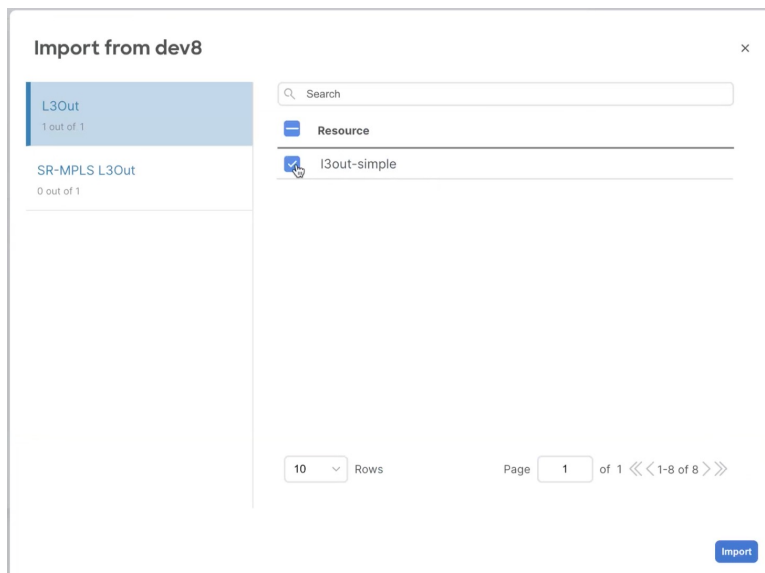 Import from dev8
L3Out
1 out of 1
SR-MPLS L3Out
0 out of 1
Search
Resource
l3out-simple
10 Rows Page 1 of 1 1-8 of 8
Import